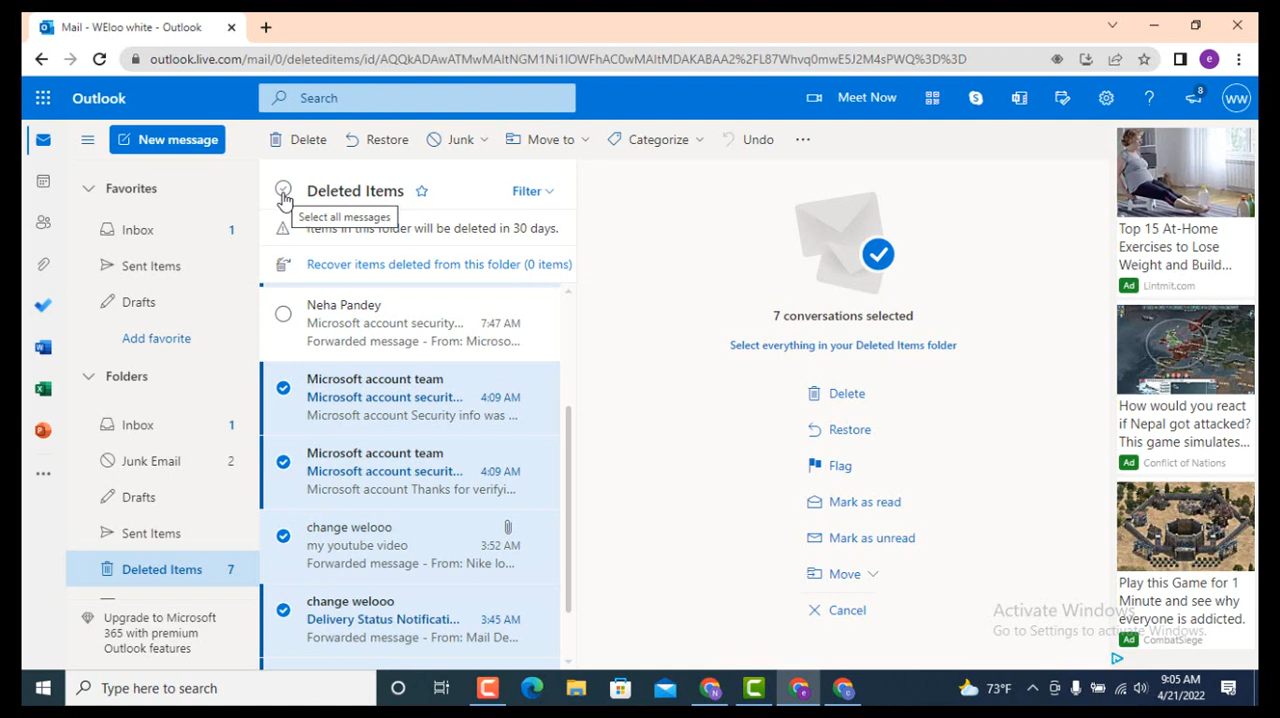 Mail - WEloo white - Outlook
outlook.live.com/mail/0/deleteditems/id/AQQkADAwATMwMAItNGM1Ni1lOWFhAC0wMAItMDAKABAA2%2FL87Whvq0mwE5J2M4sPWQ%3D%3D
e
Outlook
Search
Meet Now
8
WW
New message
Delete
Restore
Junk
Move to
Categorize
Undo
Favorites
Inbox 1
Sent Items
Drafts
Add favorite
Folders
Inbox 1
Junk Email 2
Drafts
Sent Items
Deleted Items 7
Upgrade to Microsoft
365 with premium
Outlook features
Deleted Items
Filter
Select all messages
Items in this folder will be deleted in 30 days.
Recover items deleted from this folder (0 items)
Neha Pandey
Microsoft account security... 7:47 AM
Forwarded message - From: Microso...
Microsoft account team
Microsoft account securit... 4:09 AM
Microsoft account Security info was ...
Microsoft account team
Microsoft account securit... 4:09 AM
Microsoft account Thanks for verifyi...
change welooo
my youtube video 3:52 AM
Forwarded message - From: Nike lo...
change welooo
Delivery Status Notificati... 3:45 AM
Forwarded message - From: Mail De...
7 conversations selected
Select everything in your Deleted Items folder
Delete
Restore
Flag
Mark as read
Mark as unread
Move
Cancel
Top 15 At-Home
Exercises to Lose
Weight and Build...
Ad Lintmit.com
How would you react
if Nepal got attacked?
This game simulates...
Ad Conflict of Nations
Play this Game for 1
Minute and see why
everyone is addicted.
Ad CombatSiege
Activate Windows
Go to Settings to activate Windows.
Type here to search
73°F
9:05 AM
4/21/2022